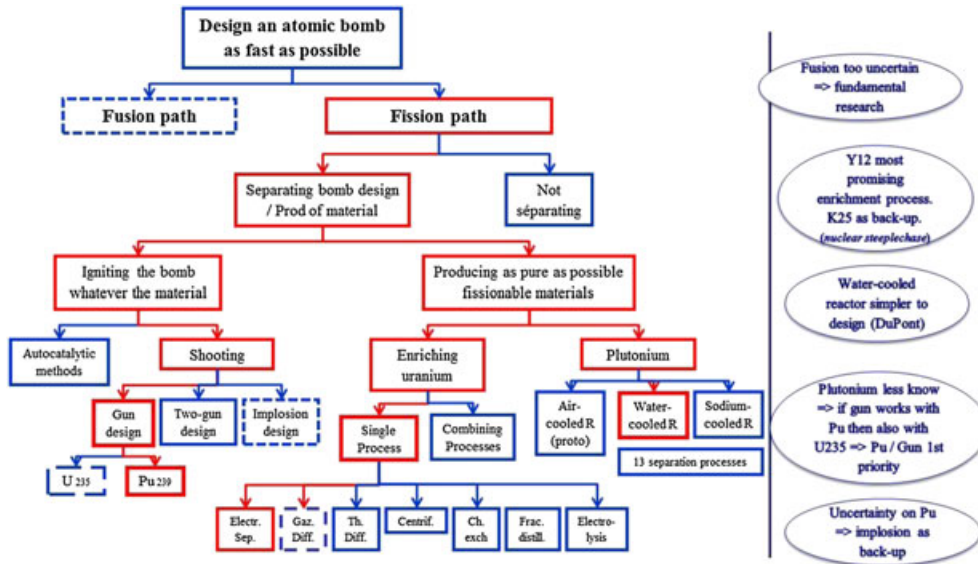 Design an atomic bomb
as fast as possible
Fusion path
Fission path
Separating bomb design
/ Prod of material
Not
séparating
Igniting the bomb
whatever the material
Producing as pure as possible
fissionable materials
Autocatalytic
methods
Shooting
Enriching
uranium
Plutonium
Gun
design
Two-gun
design
Implosion
design
Single
Process
Combining
Processes
Air-
cooled R
(proto)
Water-
cooled R
Sodium-
cooled R
U 235
Pu 239
13 separation processes
Electr.
Sep.
Gaz.
Diff.
Th.
Diff.
Centrif.
Ch.
exch
Frac.
distill.
Electro-
lysis
Fusion too uncertain
=> fundamental
research
Y12 most
promising
enrichment process.
K25 as back-up.
(nuclear steeplechase)
Water-cooled
reactor simpler to
design (DuPont)
Plutonium less know
=> if gun works with
Pu then also with
U235 => Pu / Gun 1st
priority
Uncertainty on Pu
=> implosion as
back-up